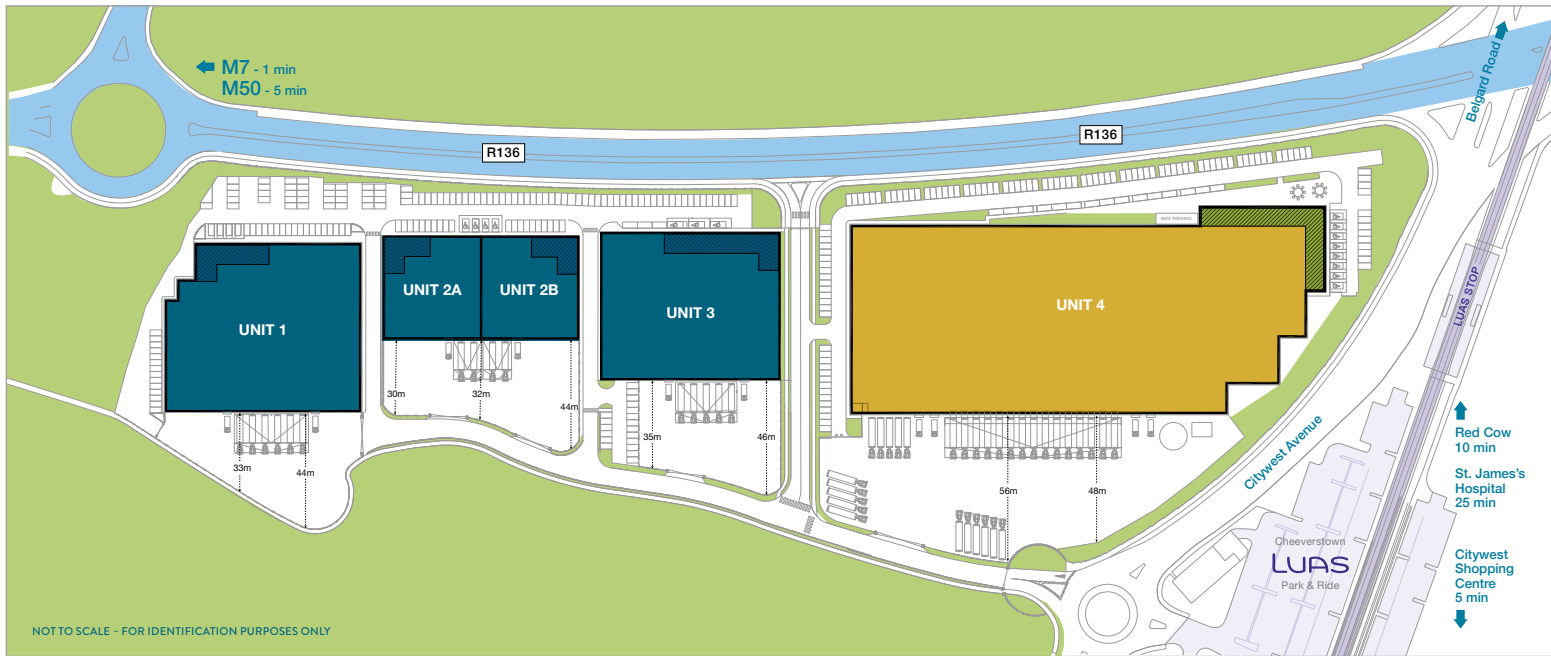 M7 - 1 min
M50 - 5 min
Belgard Road
R136
R136
BIKE PARKING
UNIT 1
UNIT 2A
UNIT 2B
UNIT 3
UNIT 4
LUAS STOP
30m
32m
44m
35m
46m
33m
44m
56m
48m
Citywest Avenue
Red Cow
10 min
St. James's
Hospital
25 min
Cheeverstown
LUAS
Park & Ride
Citywest
Shopping
Centre
5 min
NOT TO SCALE – FOR IDENTIFICATION PURPOSES ONLY